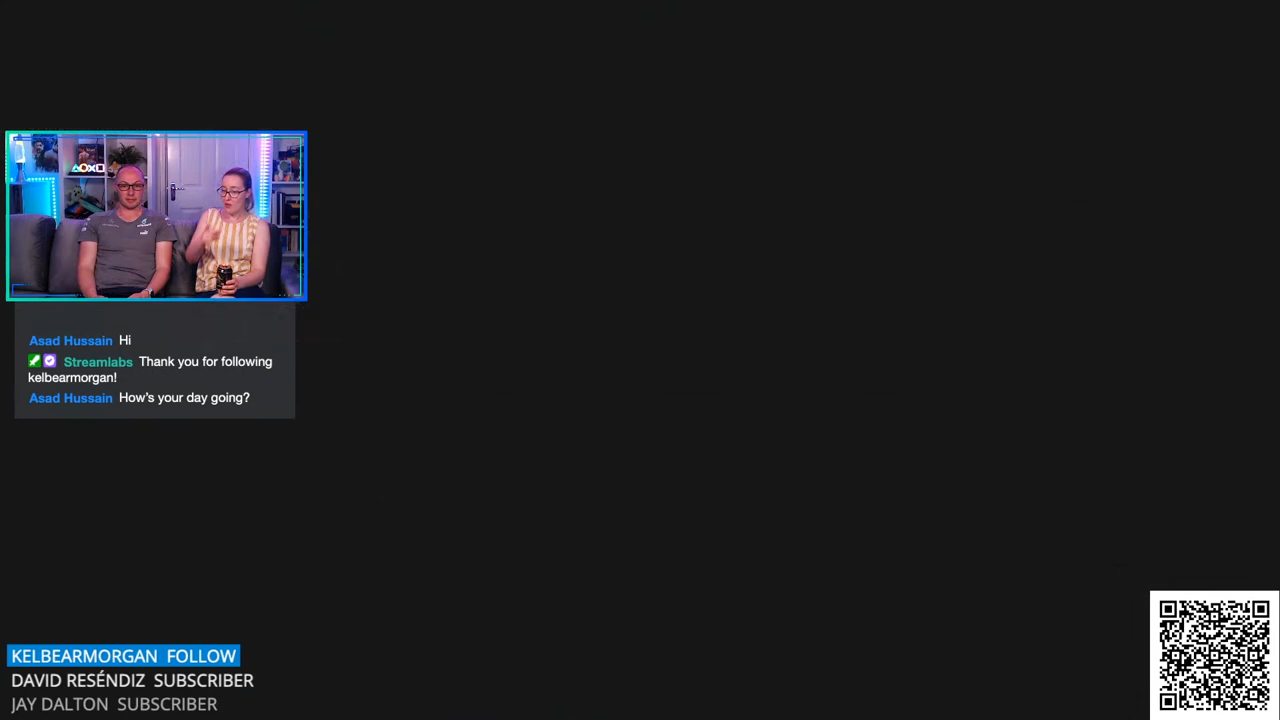 Asad Hussain Hi
Streamlabs Thank you for following
kelbearmorgan!
Asad Hussain How's your day going?
KELBEARMORGAN FOLLOW
DAVID RESÉNDIZ SUBSCRIBER
JAY DALTON SUBSCRIBER